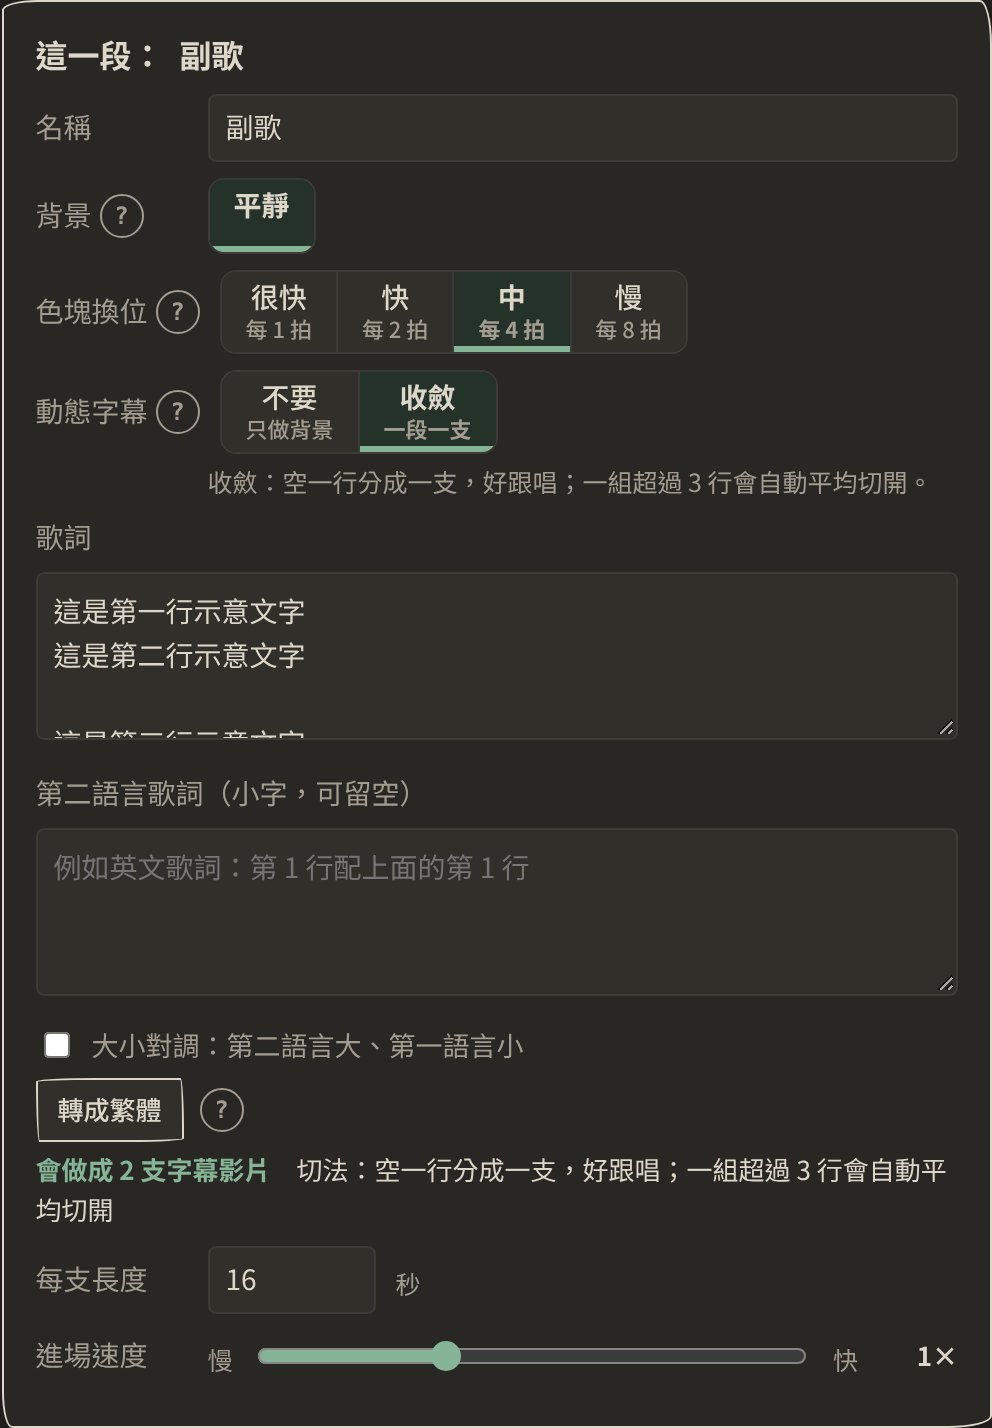 這一段： 副歌
名稱
副歌
背景 ?
平靜
色塊換位 ?
很快 快 中 慢
每 1 拍 每 2 拍 每 4 拍 每 8 拍
動態字幕 ?
不要 收斂
只做背景 一段一支
收斂：空一行分成一支，好跟唱；一組超過 3 行會自動平均切開。
歌詞
這是第一行示意文字
這是第二行示意文字
第二語言歌詞（小字，可留空）
例如英文歌詞：第 1 行配上面的第 1 行
大小對調：第二語言大、第一語言小
轉成繁體 ?
會做成 2 支字幕影片 切法：空一行分成一支，好跟唱；一組超過 3 行會自動平
均切開
每支長度 16 秒
進場速度 慢 快 1×